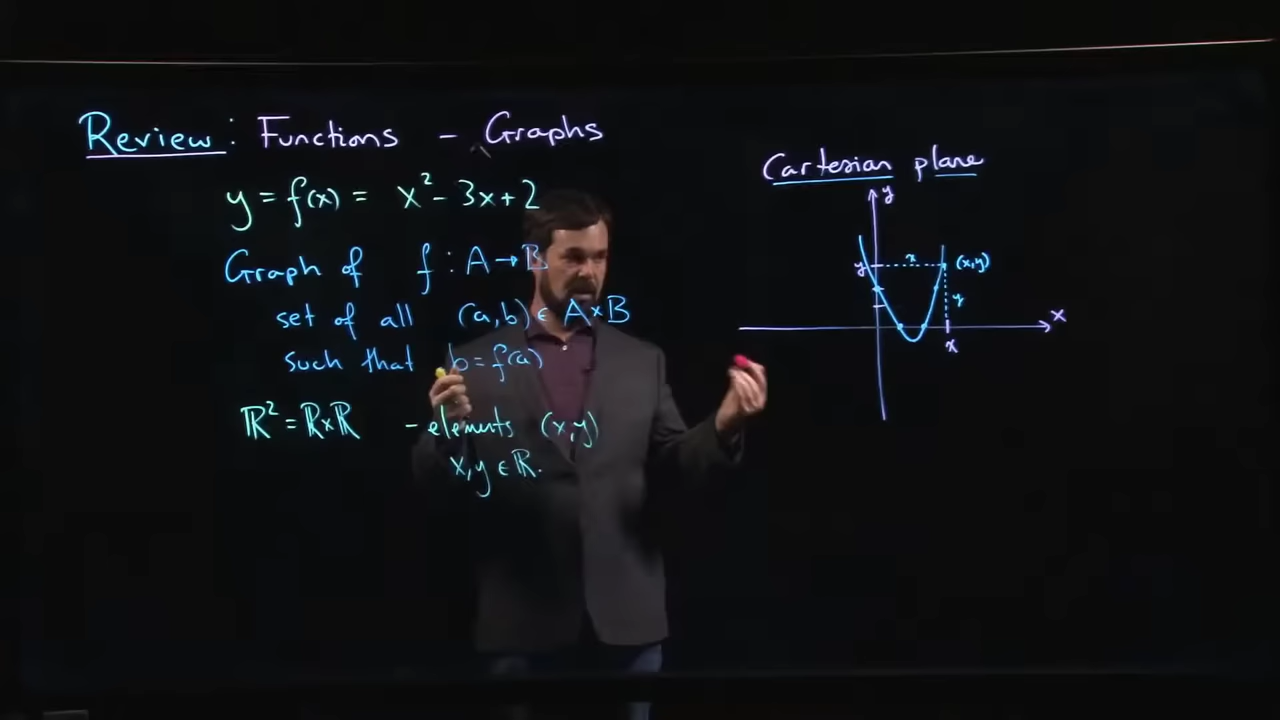 Review: Functions - Graphs
y = f(x) = x² - 3x + 2
Graph of f : A → B
set of all (a,b) ∈ A×B
such that b = f(a)
ℝ² = ℝ×ℝ - elements (x,y)
x,y ∈ ℝ.
Cartesian plane
y
y x (x,y)
y
x
x